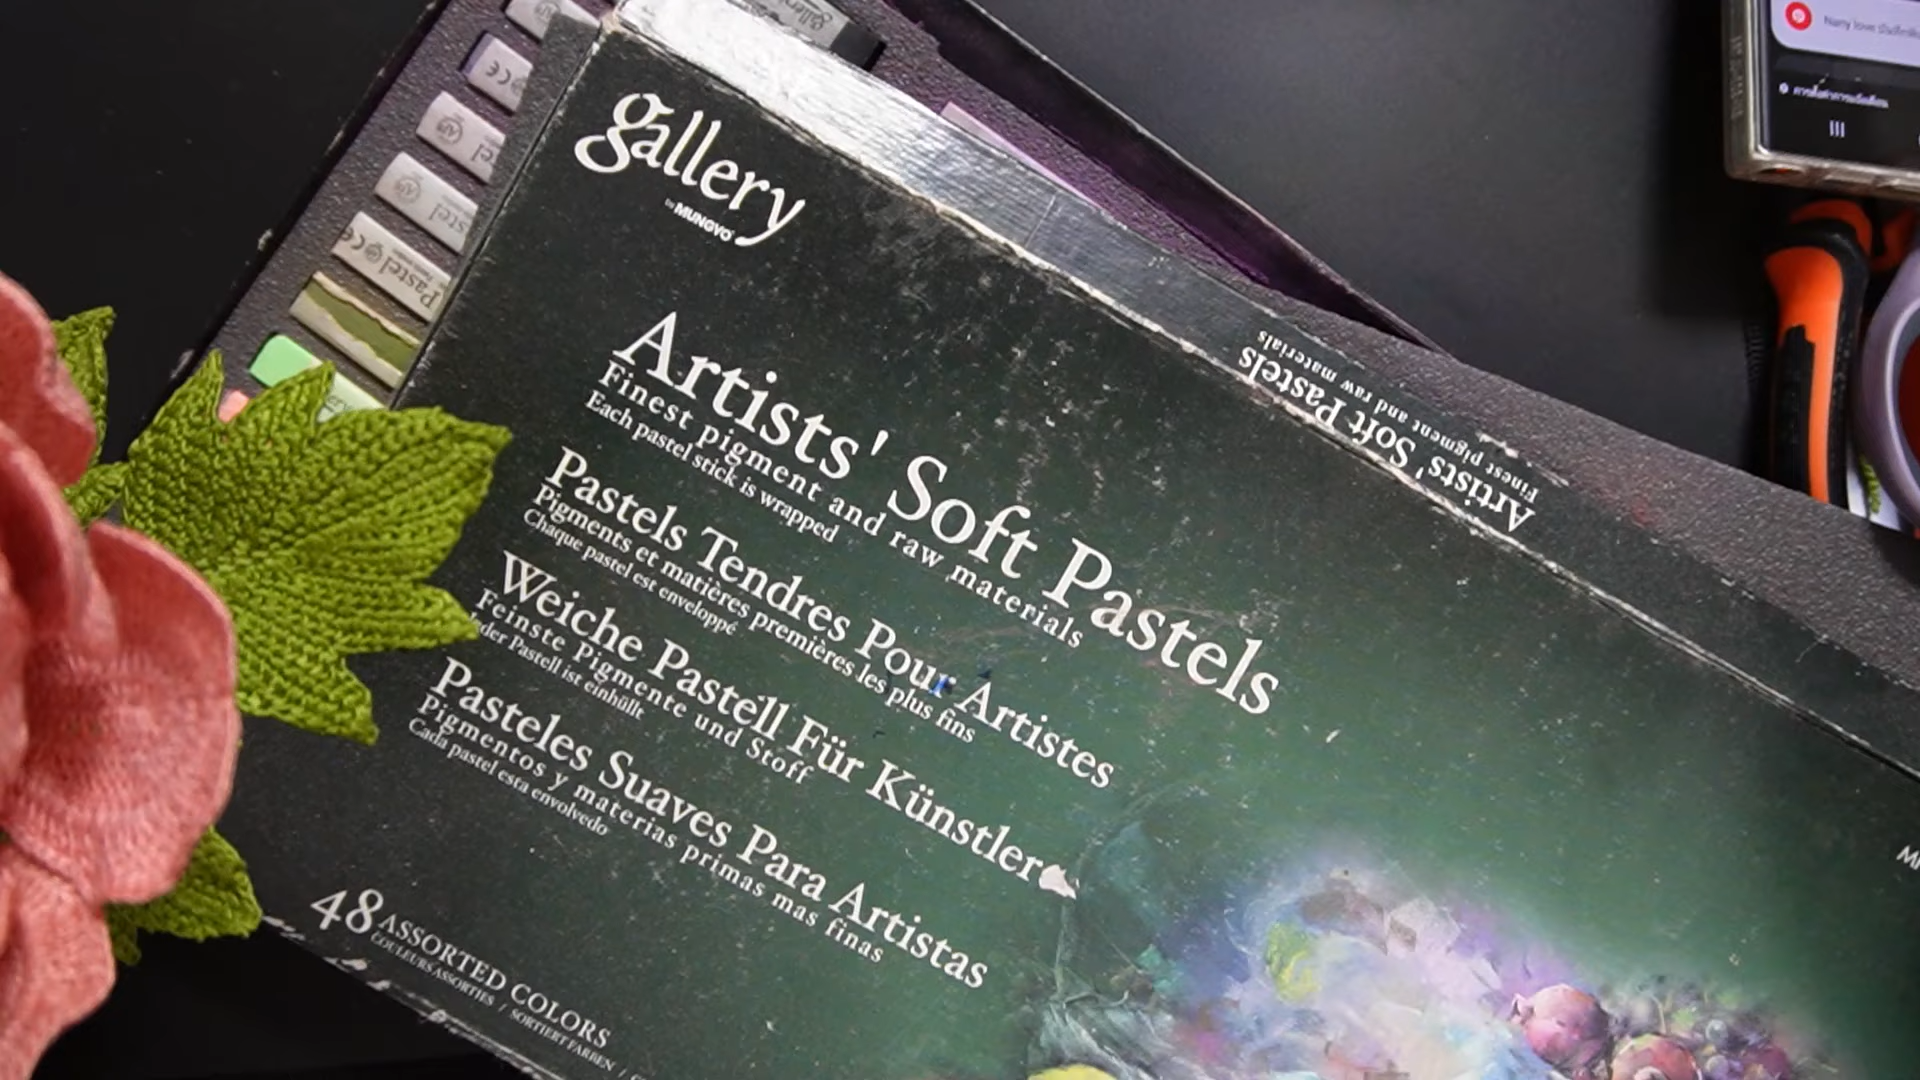 gallery
by MUNGYO
Artists' Soft Pastels
Finest pigment and raw materials
Each pastel stick is wrapped
Pastels Tendres Pour Artistes
Pigments et matières premières les plus fins
Chaque pastel est enveloppé
Weiche Pastell Für Künstler
Feinste Pigmente und Stoff
Jeder Pastell ist einhüllt
Pasteles Suaves Para Artistas
Pigmentos y materias primas mas finas
Cada pastel esta envolvedo
48 ASSORTED COLORS
COULEURS ASSORTIES / SORTIERT FARBEN /
Artists' Soft Pastels
Finest pigment and raw materials
Pastel